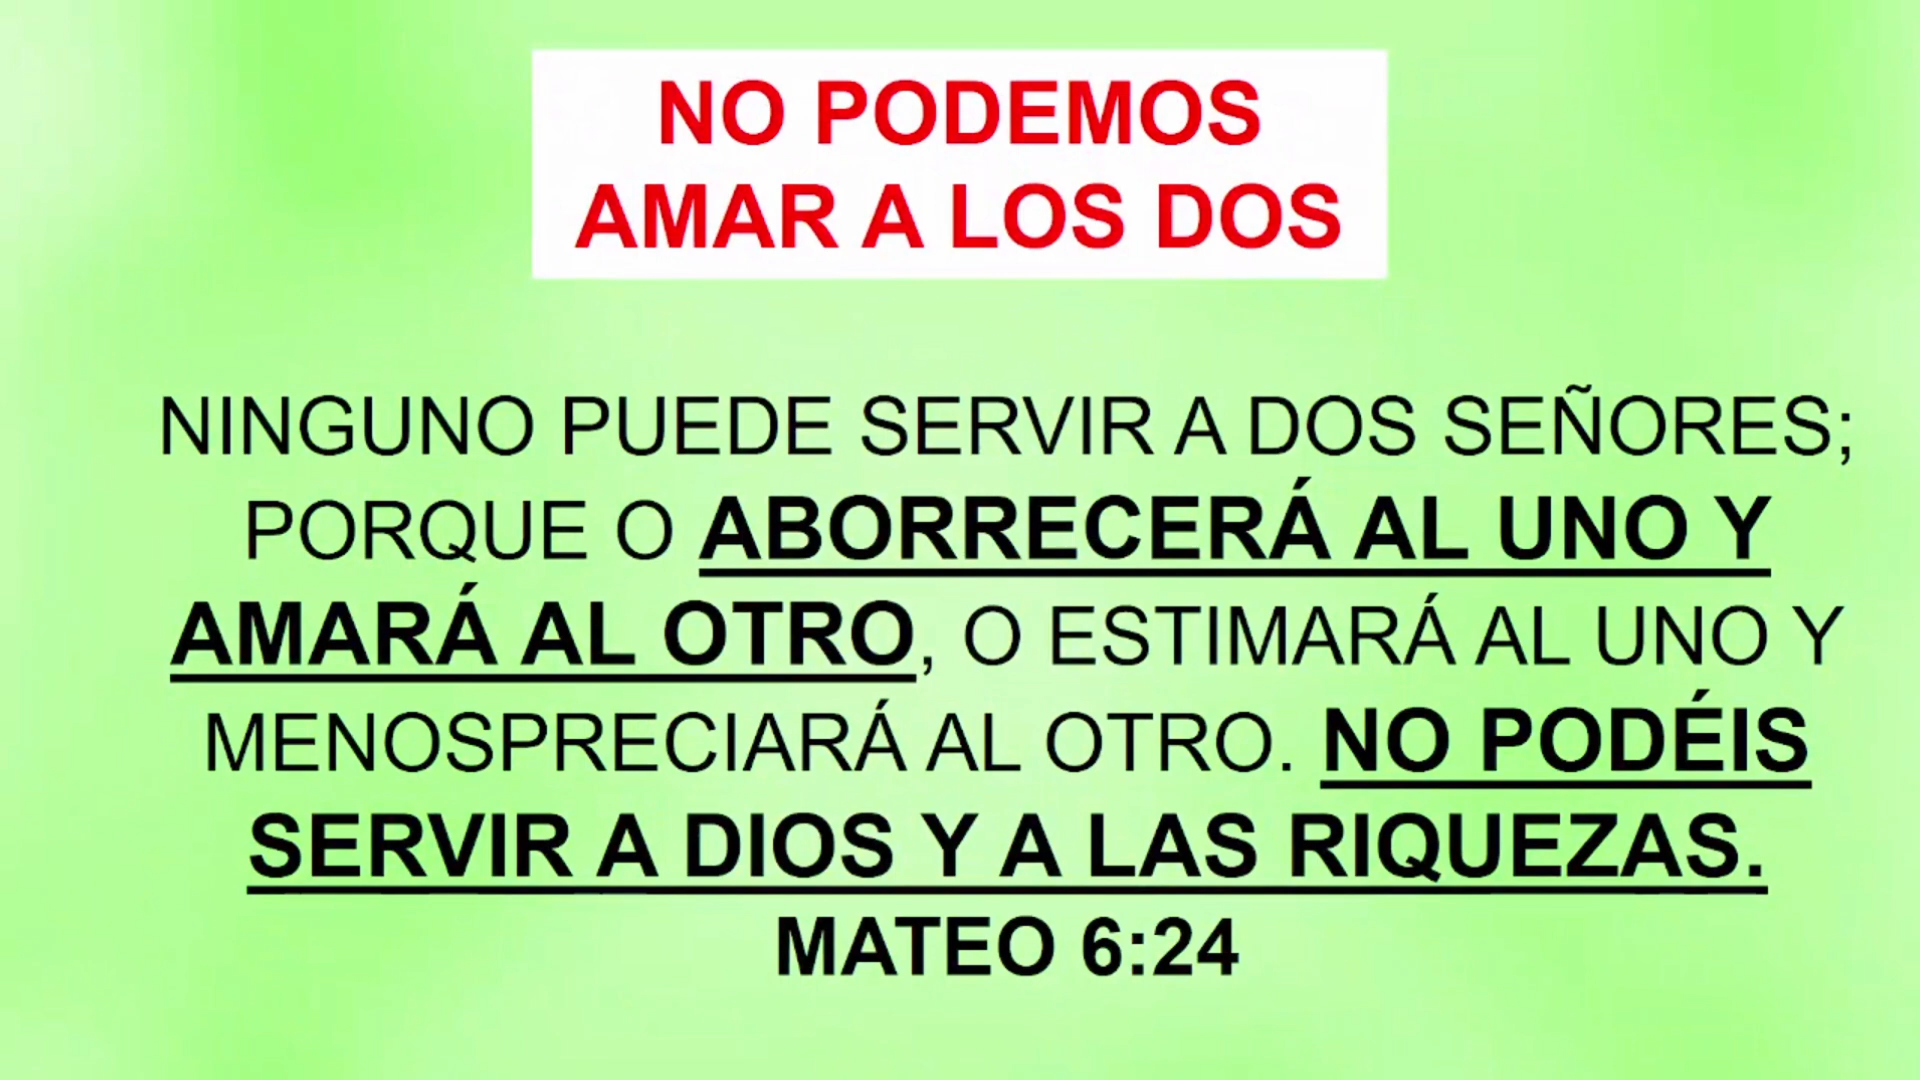 NO PODEMOS
AMAR A LOS DOS
NINGUNO PUEDE SERVIR A DOS SEÑORES;
PORQUE O ABORRECERÁ AL UNO Y
AMARÁ AL OTRO, O ESTIMARÁ AL UNO Y
MENOSPRECIARÁ AL OTRO. NO PODÉIS
SERVIR A DIOS Y A LAS RIQUEZAS.
MATEO 6:24